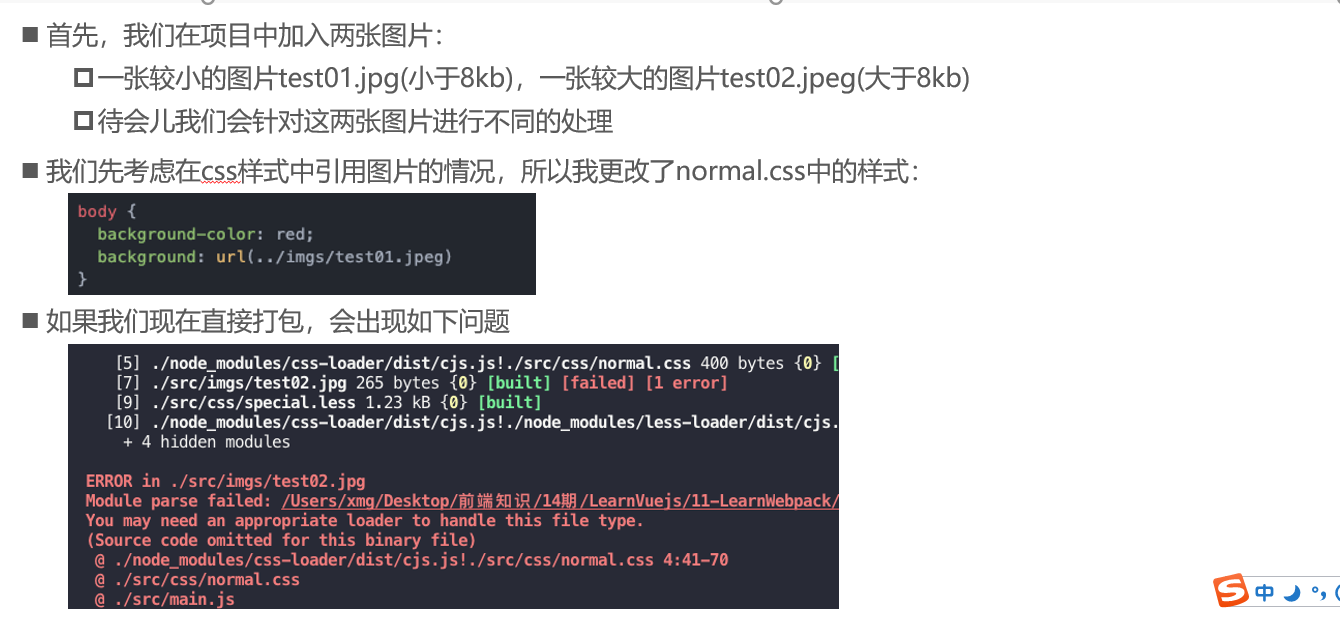 首先，我们在项目中加入两张图片：
一张较小的图片test01.jpg(小于8kb)，一张较大的图片test02.jpeg(大于8kb)
待会儿我们会针对这两张图片进行不同的处理
我们先考虑在css样式中引用图片的情况，所以我更改了normal.css中的样式：
body {
background-color: red;
background: url(../imgs/test01.jpeg)
}
如果我们现在直接打包，会出现如下问题
[5] ./node_modules/css-loader/dist/cjs.js!./src/css/normal.css 400 bytes {0} [
[7] ./src/imgs/test02.jpg 265 bytes {0} [built] [failed] [1 error]
[9] ./src/css/special.less 1.23 kB {0} [built]
[10] ./node_modules/css-loader/dist/cjs.js!./node_modules/less-loader/dist/cjs.
+ 4 hidden modules
ERROR in ./src/imgs/test02.jpg
Module parse failed: /Users/xmg/Desktop/前端知识/14期/LearnVuejs/11-LearnWebpack/
You may need an appropriate loader to handle this file type.
(Source code omitted for this binary file)
@ ./node_modules/css-loader/dist/cjs.js!./src/css/normal.css 4:41-70
@ ./src/css/normal.css
@ ./src/main.js
中